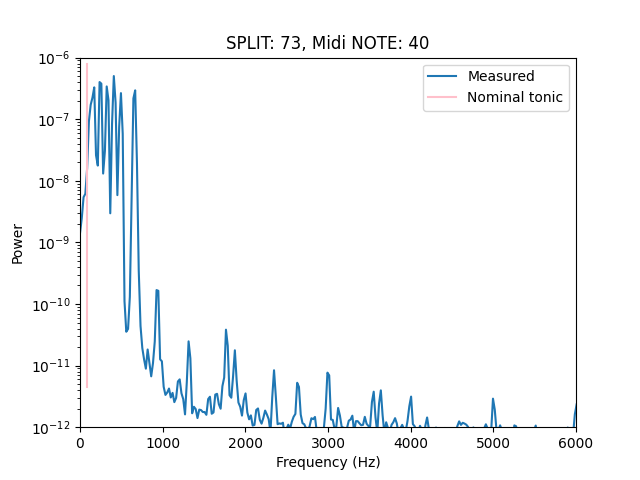 SPLIT: 73, Midi NOTE: 40
Measured
Nominal tonic
Power
10⁻⁶
10⁻⁷
10⁻⁸
10⁻⁹
10⁻¹⁰
10⁻¹¹
10⁻¹²
0 1000 2000 3000 4000 5000 6000
Frequency (Hz)